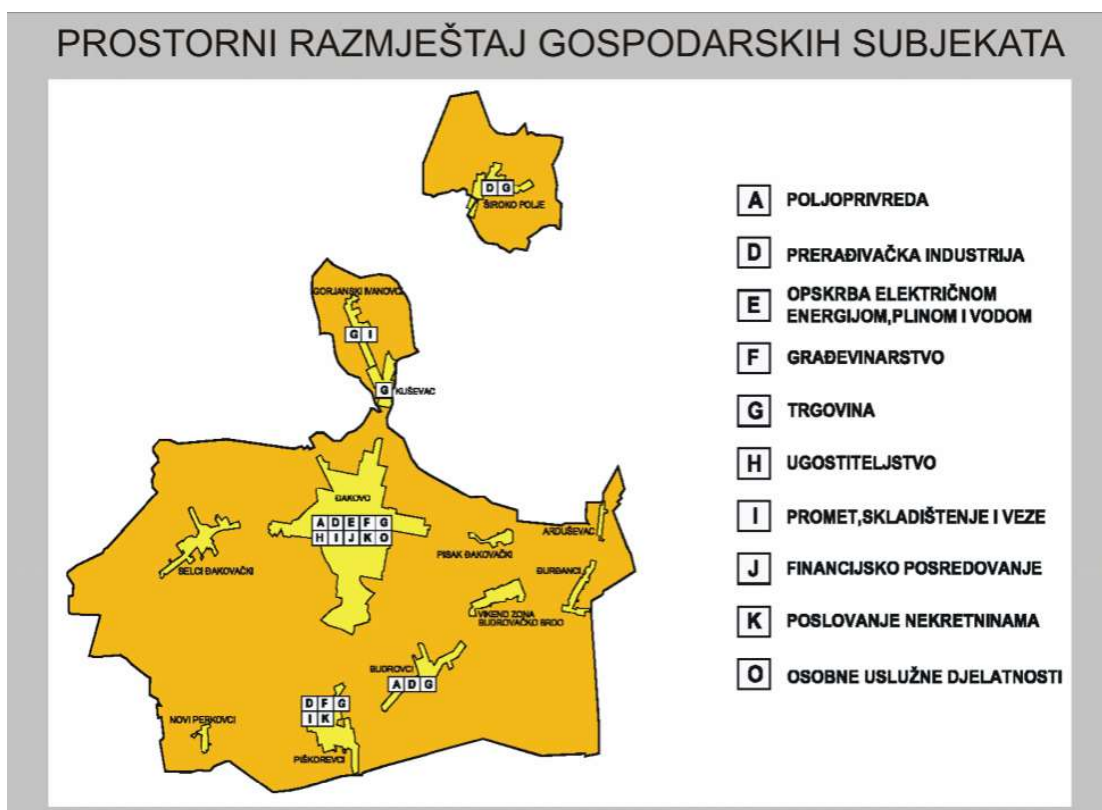 PROSTORNI RAZMJEŠTAJ GOSPODARSKIH SUBJEKATA
D G
ŠIROKO POLJE
GORJANSKI IVANOVCI
G I
G
KUŠEVAC
ĐAKOVO
A D E F G
H I J K O
SELCI ĐAKOVAČKI
PISAK ĐAKOVAČKI
ĐURĐANCI
VIKEND ZONA
BUDROVAČKO BRDO
BUDROVCI
A D G
D F G
I K
NOVI PERKOVCI
PIŠKOREVCI
A POLJOPRIVREDA
D PRERAĐIVAČKA INDUSTRIJA
E OPSKRBA ELEKTRIČNOM
ENERGIJOM,PLINOM I VODOM
F GRAĐEVINARSTVO
G TRGOVINA
H UGOSTITELJSTVO
I PROMET,SKLADIŠTENJE I VEZE
J FINANCIJSKO POSREDOVANJE
K POSLOVANJE NEKRETNINAMA
O OSOBNE USLUŽNE DJELATNOSTI